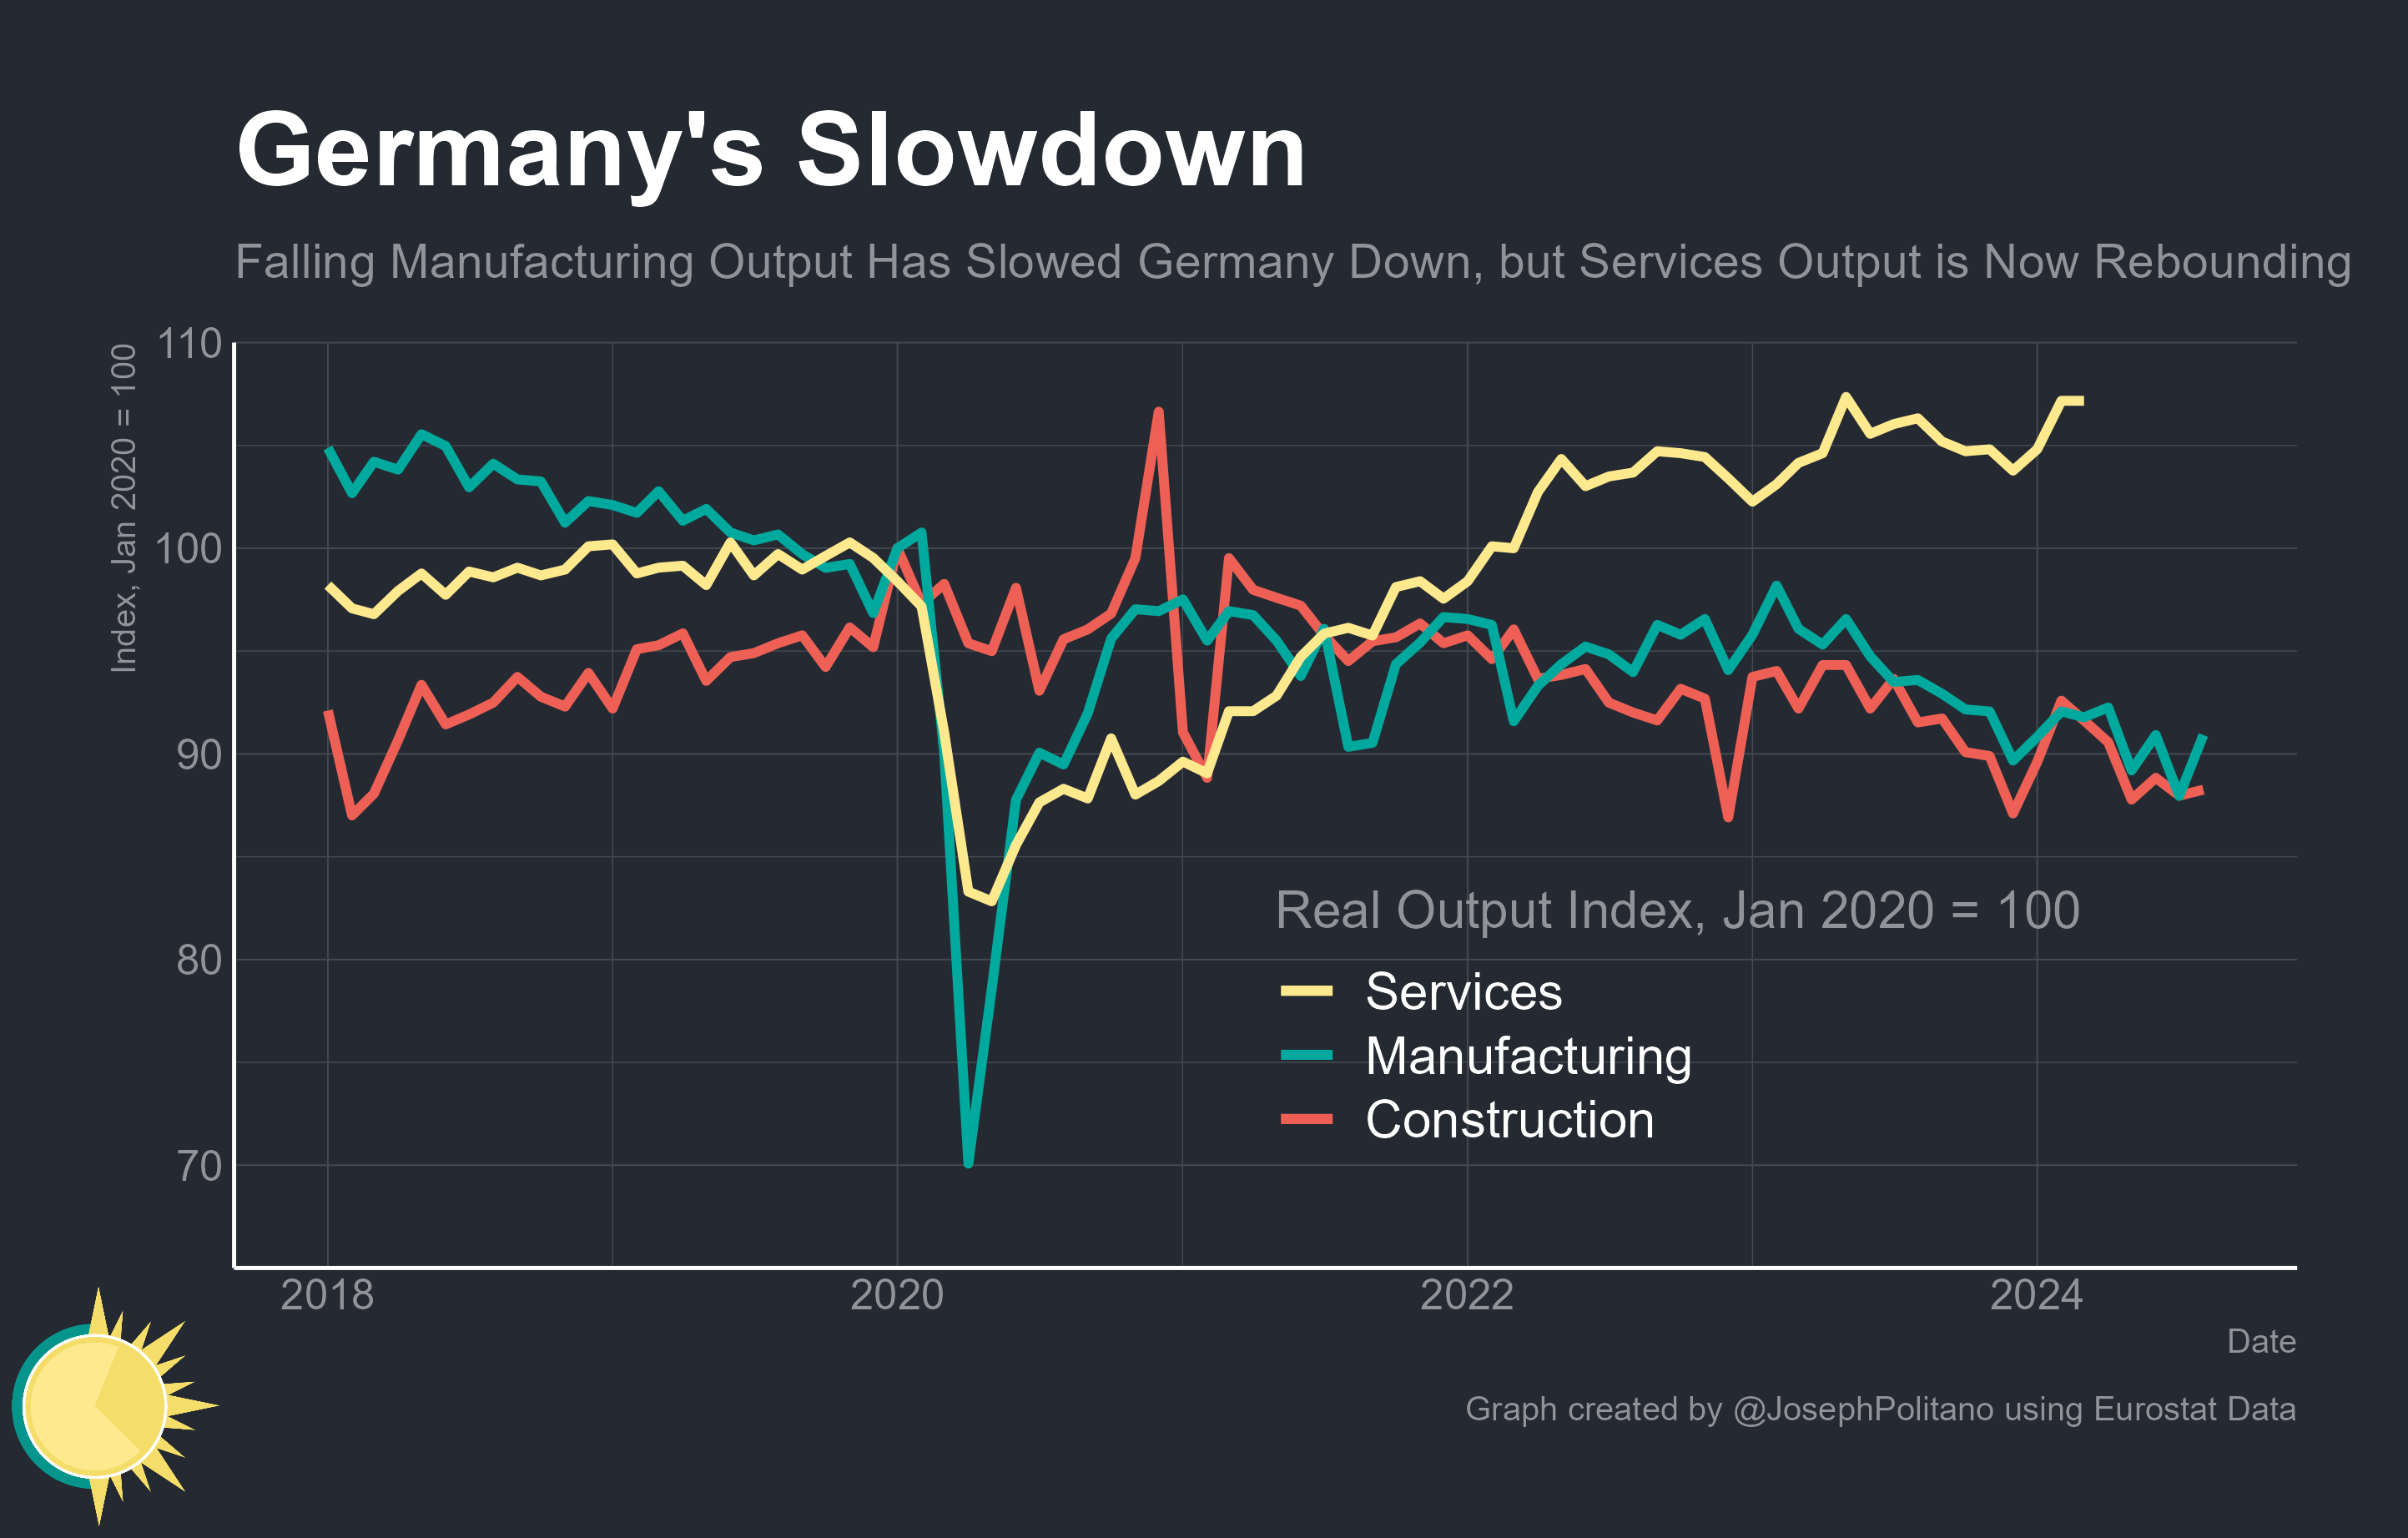 Germany's Slowdown
Falling Manufacturing Output Has Slowed Germany Down, but Services Output is Now Rebounding
Index, Jan 2020 = 100
110
100
90
80
70
Real Output Index, Jan 2020 = 100
Services
Manufacturing
Construction
2018 2020 2022 2024
Date
Graph created by @JosephPolitano using Eurostat Data